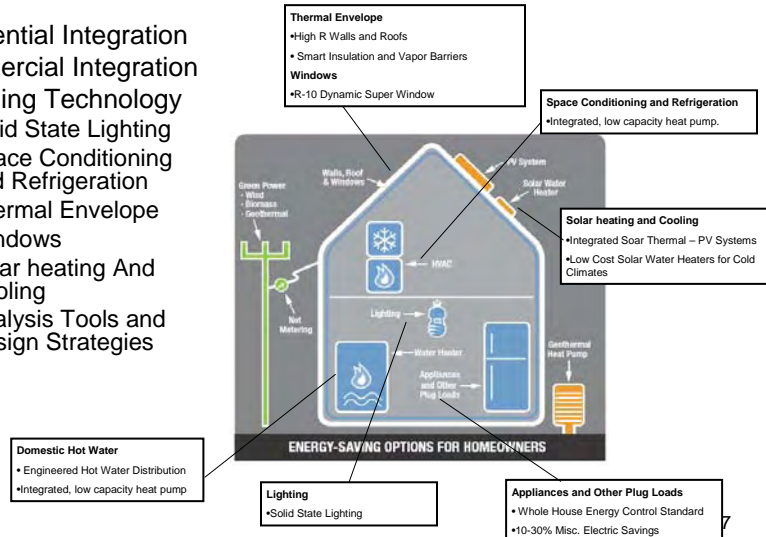 ential Integration
ercial Integration
ing Technology
id State Lighting
ace Conditioning
d Refrigeration
ermal Envelope
ndows
ar heating And
oling
alysis Tools and
sign Strategies
Thermal Envelope
•High R Walls and Roofs
• Smart Insulation and Vapor Barriers
Windows
•R-10 Dynamic Super Window
Space Conditioning and Refrigeration
•Integrated, low capacity heat pump.
Solar heating and Cooling
•Integrated Soar Thermal – PV Systems
•Low Cost Solar Water Heaters for Cold
Climates
PV System
Solar Water
Heater
Walls, Roof
& Windows
Green Power
- Wind
- Biomass
- Geothermal
HVAC
Net
Metering
Lighting
Water Heater
Appliances
and Other
Plug Loads
Geothermal
Heat Pump
ENERGY-SAVING OPTIONS FOR HOMEOWNERS
Domestic Hot Water
• Engineered Hot Water Distribution
•Integrated, low capacity heat pump
Lighting
•Solid State Lighting
Appliances and Other Plug Loads
• Whole House Energy Control Standard
•10-30% Misc. Electric Savings
7